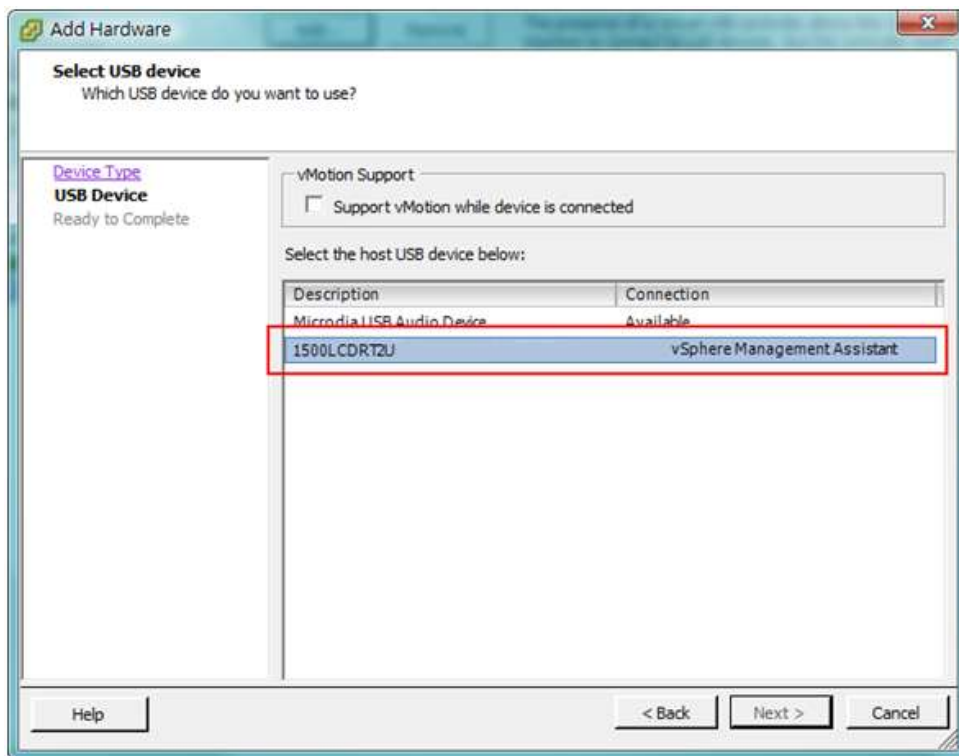 Add Hardware
Select USB device
Which USB device do you want to use?
Device Type
USB Device
Ready to Complete
vMotion Support
Support vMotion while device is connected
Select the host USB device below:
Description Connection
Microdia USB Audio Device Available
1500LCDRT2U vSphere Management Assistant
Help
< Back
Next >
Cancel